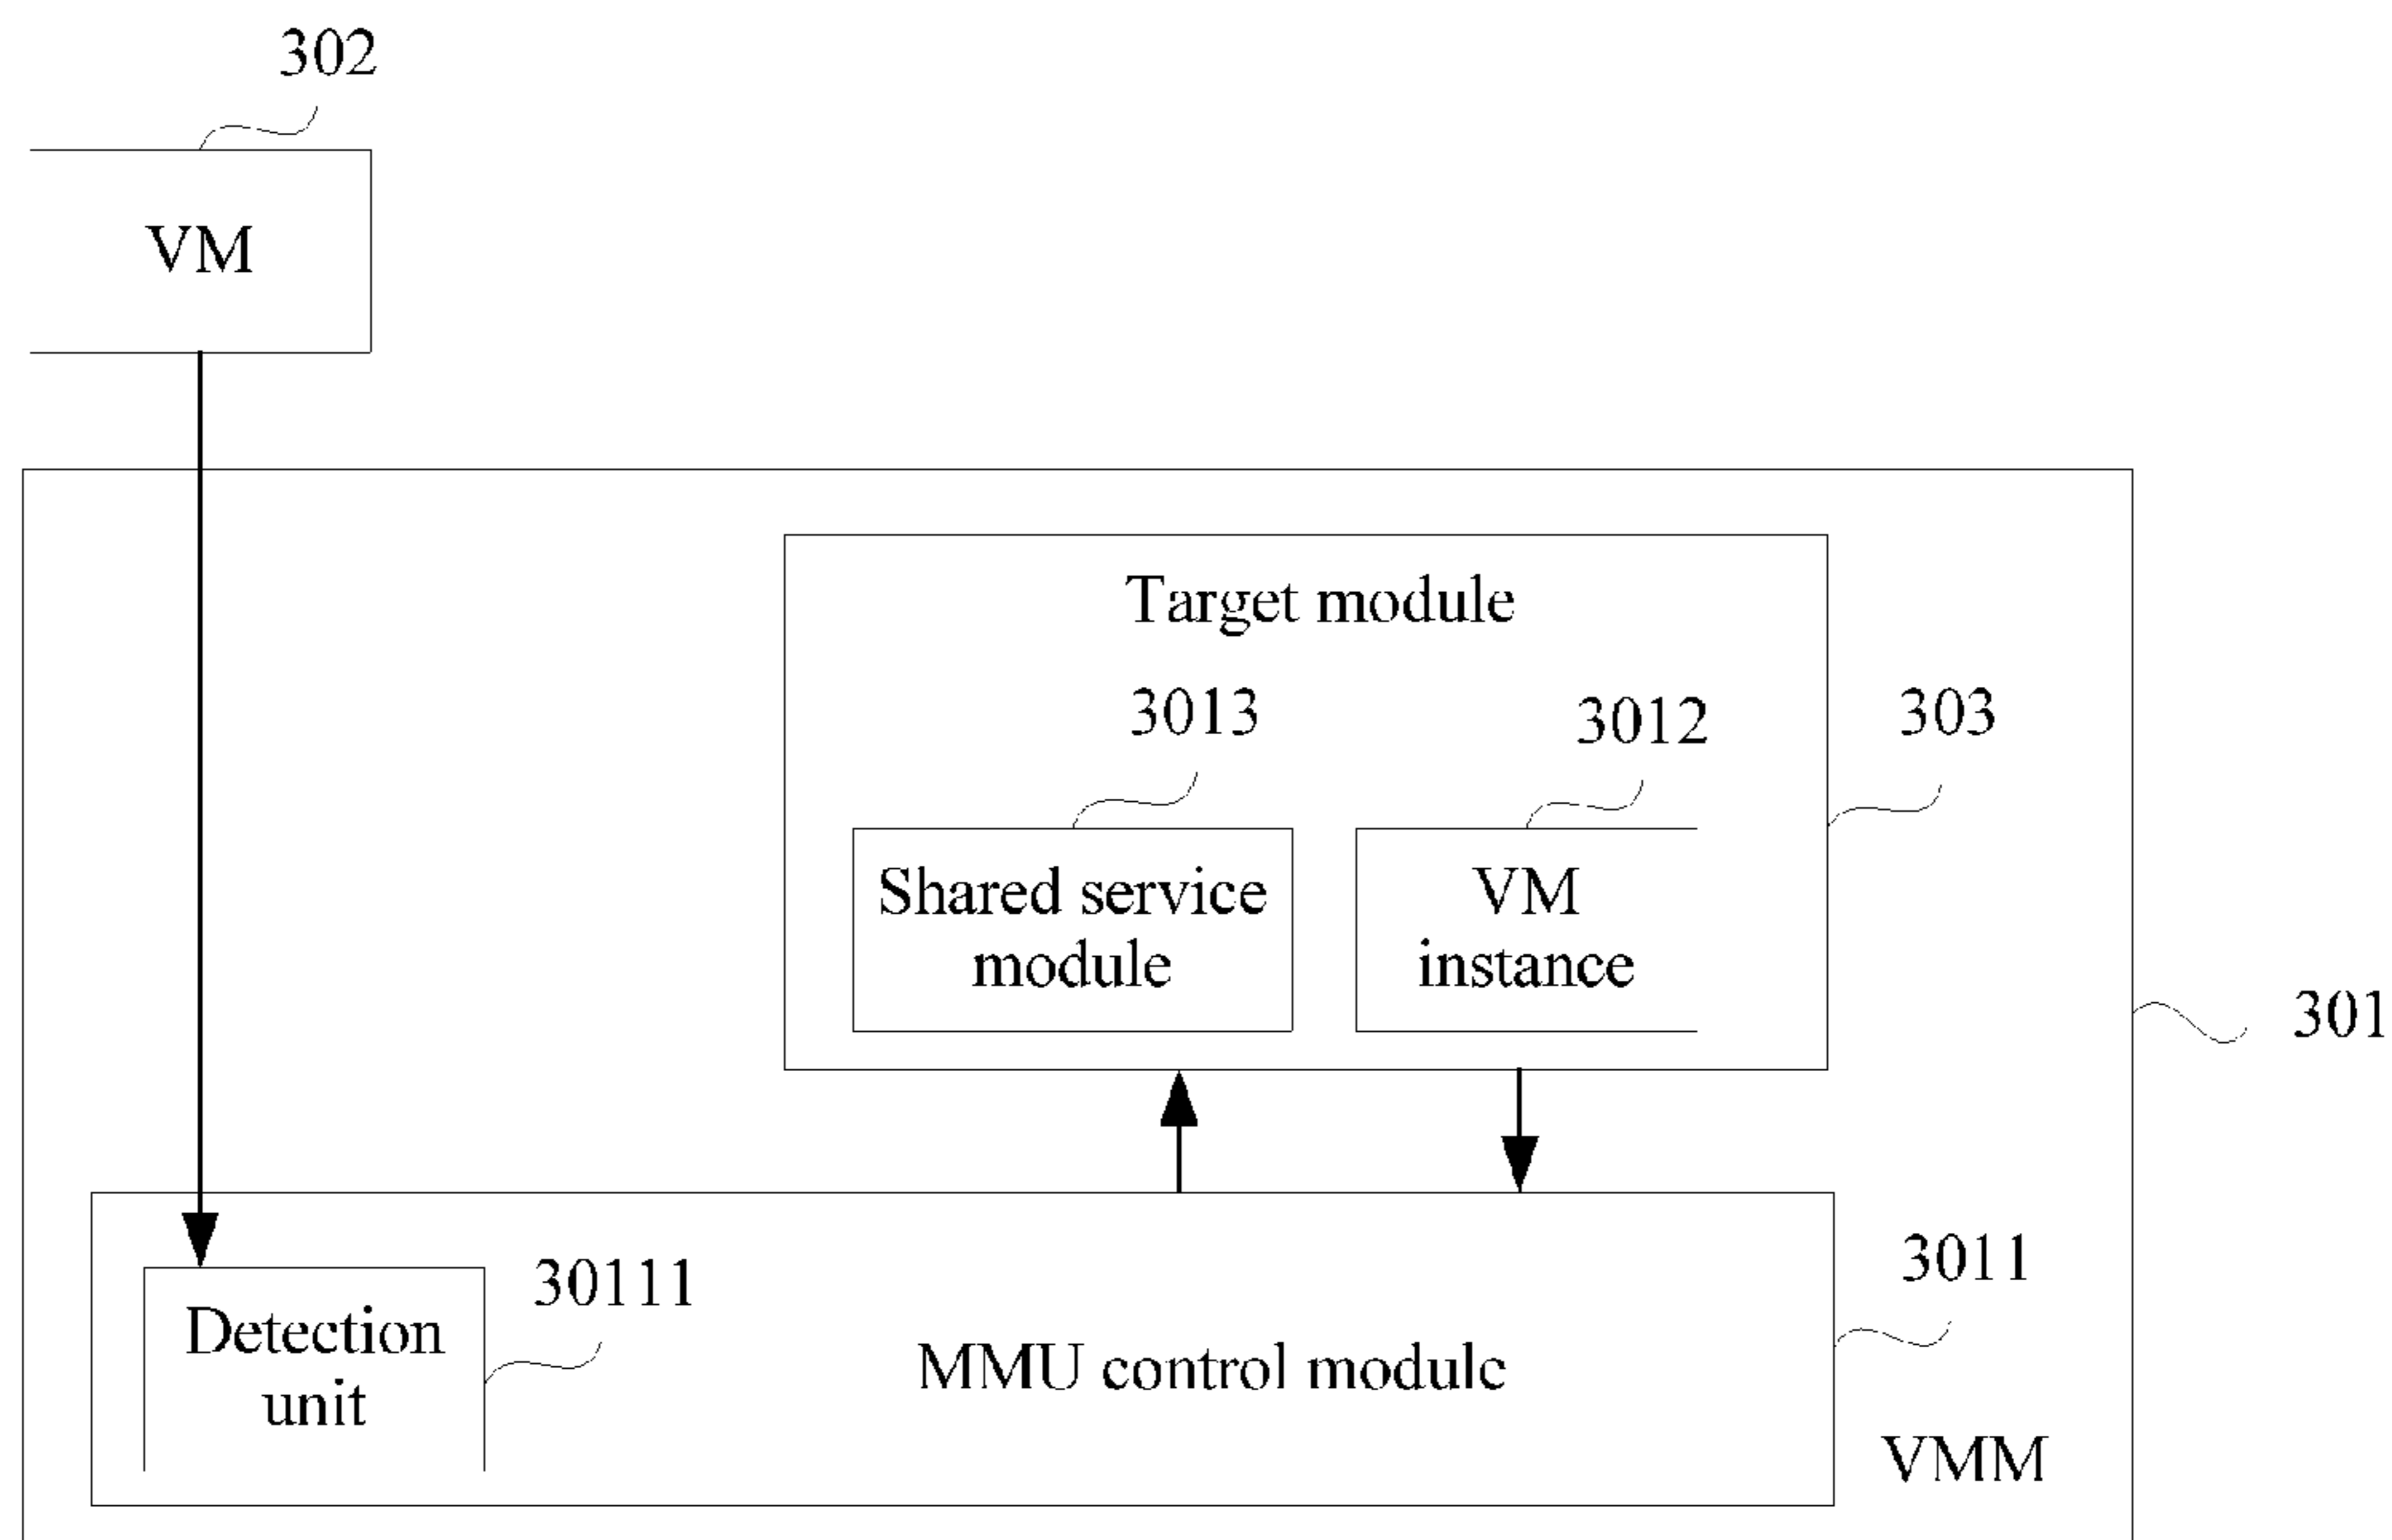 302
VM
Target module
3013
3012
303
Shared service
module
VM
instance
301
30111
3011
Detection
unit
MMU control module
VMM